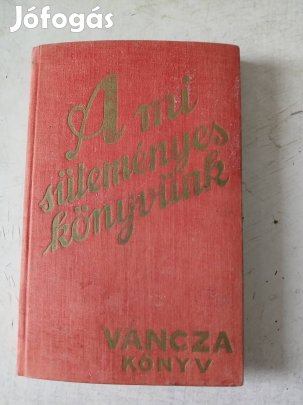 Jófogás
A mi
süteményes
könyvünk
VÁNCZA
KÖNYV